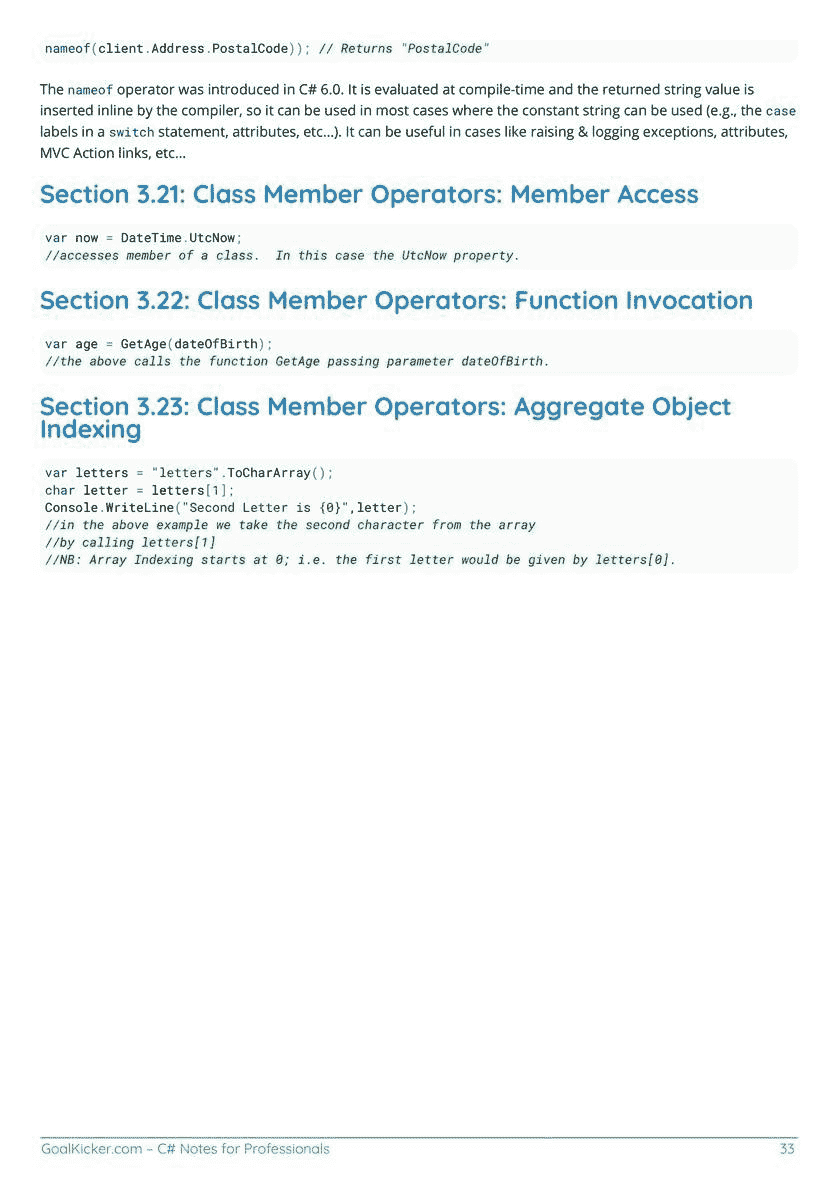 nameof(client.Address.PostalCode)); // Returns "PostalCode"
The nameof operator was introduced in C# 6.0. It is evaluated at compile-time and the returned string value is
inserted inline by the compiler, so it can be used in most cases where the constant string can be used (e.g., the case
labels in a switch statement, attributes, etc...). It can be useful in cases like raising & logging exceptions, attributes,
MVC Action links, etc...
Section 3.21: Class Member Operators: Member Access
var now = DateTime.UtcNow;
//accesses member of a class.  In this case the UtcNow property.
Section 3.22: Class Member Operators: Function Invocation
var age = GetAge(dateOfBirth);
//the above calls the function GetAge passing parameter dateOfBirth.
Section 3.23: Class Member Operators: Aggregate Object
Indexing
var letters = "letters".ToCharArray();
char letter = letters[1];
Console.WriteLine("Second Letter is {0}",letter);
//in the above example we take the second character from the array
//by calling letters[1]
//NB: Array Indexing starts at 0; i.e. the first letter would be given by letters[0].
GoalKicker.com – C# Notes for Professionals 33